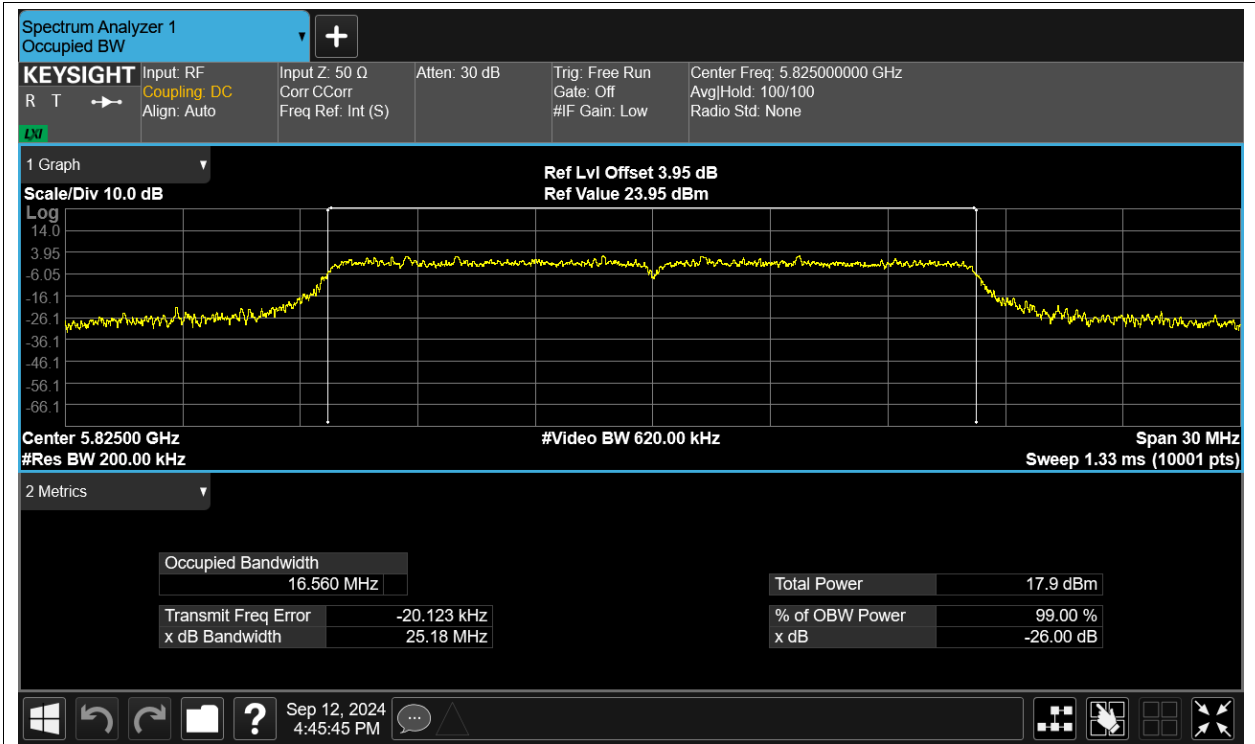 Spectrum Analyzer 1
Occupied BW
KEYSIGHT
R T
LXI
Input: RF
Coupling: DC
Align: Auto
Input Z: 50 Ω
Corr CCorr
Freq Ref: Int (S)
Atten: 30 dB
Trig: Free Run
Gate: Off
#IF Gain: Low
Center Freq: 5.825000000 GHz
Avg|Hold: 100/100
Radio Std: None
1 Graph
Scale/Div 10.0 dB
Ref Lvl Offset 3.95 dB
Ref Value 23.95 dBm
Log
14.0
3.95
-6.05
-16.1
-26.1
-36.1
-46.1
-56.1
-66.1
Center 5.82500 GHz
#Res BW 200.00 kHz
#Video BW 620.00 kHz
Span 30 MHz
Sweep 1.33 ms (10001 pts)
2 Metrics
Occupied Bandwidth
16.560 MHz
Transmit Freq Error -20.123 kHz
x dB Bandwidth 25.18 MHz
Total Power 17.9 dBm
% of OBW Power 99.00 %
x dB -26.00 dB
?
Sep 12, 2024
4:45:45 PM